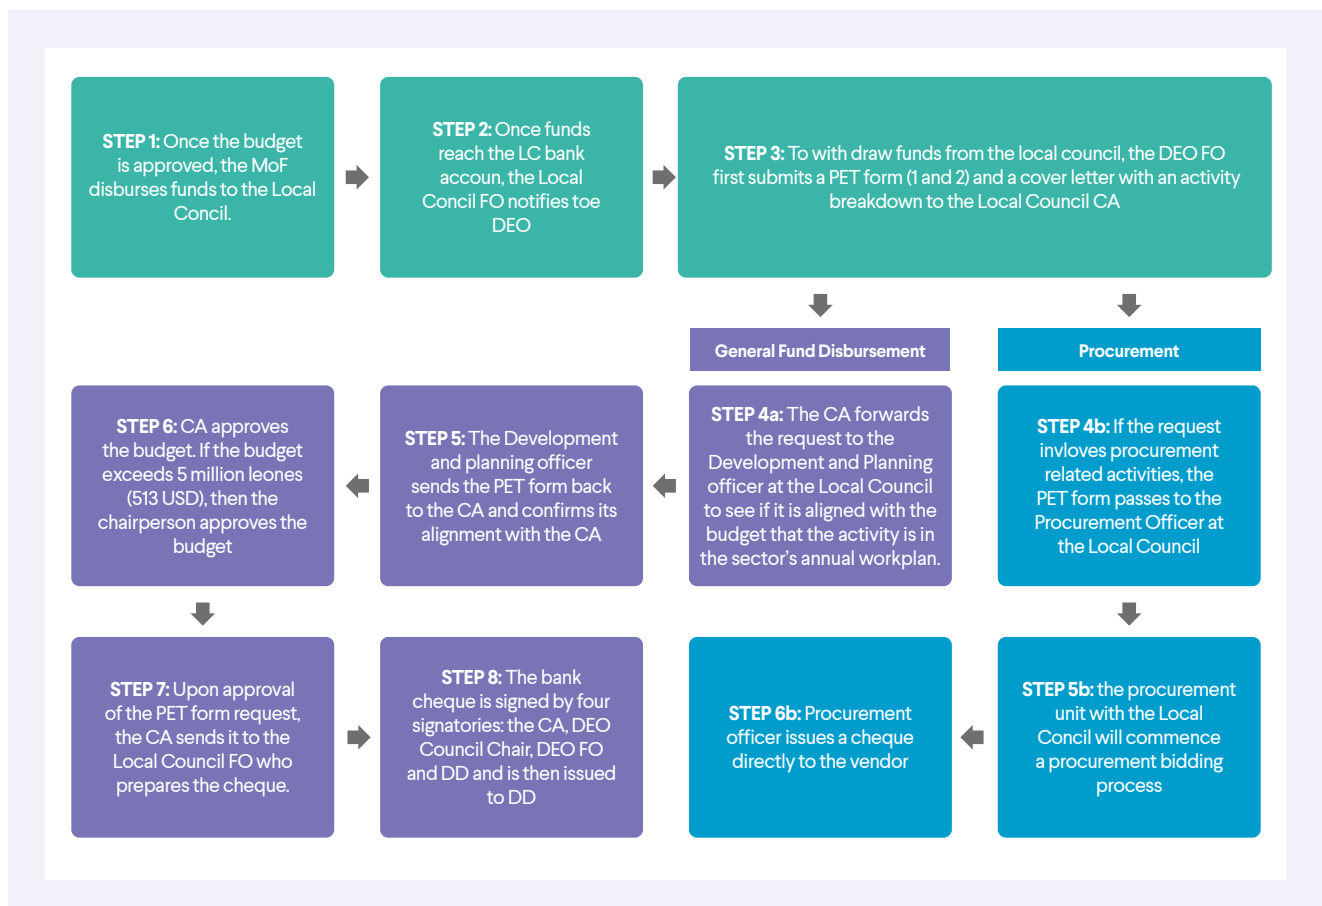 STEP 1: Once the budget
is approved, the MoF
disburses funds to the Local
Concil.
STEP 2: Once funds
reach the LC bank
accoun, the Local
Concil FO notifies toe
DEO
STEP 3: To with draw funds from the local council, the DEO FO
first submits a PET form (1 and 2) and a cover letter with an activity
breakdown to the Local Council CA
General Fund Disbursement
STEP 4a: The CA forwards
the request to the
Development and Planning
officer at the Local Council
to see if it is aligned with the
budget that the activity is in
the sector's annual workplan.
STEP 5: The Development
and planning officer
sends the PET form back
to the CA and confirms its
alignment with the CA
STEP 6: CA approves
the budget. If the budget
exceeds 5 million leones
(513 USD), then the
chairperson approves the
budget
STEP 7: Upon approval
of the PET form request,
the CA sends it to the
Local Council FO who
prepares the cheque.
STEP 8: The bank
cheque is signed by four
signatories: the CA, DEO
Council Chair, DEO FO
and DD and is then issued
to DD
Procurement
STEP 4b: If the request
invloves procurement
related activities, the
PET form passes to the
Procurement Officer at
the Local Council
STEP 5b: the procurement
unit with the Local
Concil will commence
a procurement bidding
process
STEP 6b: Procurement
officer issues a cheque
directly to the vendor